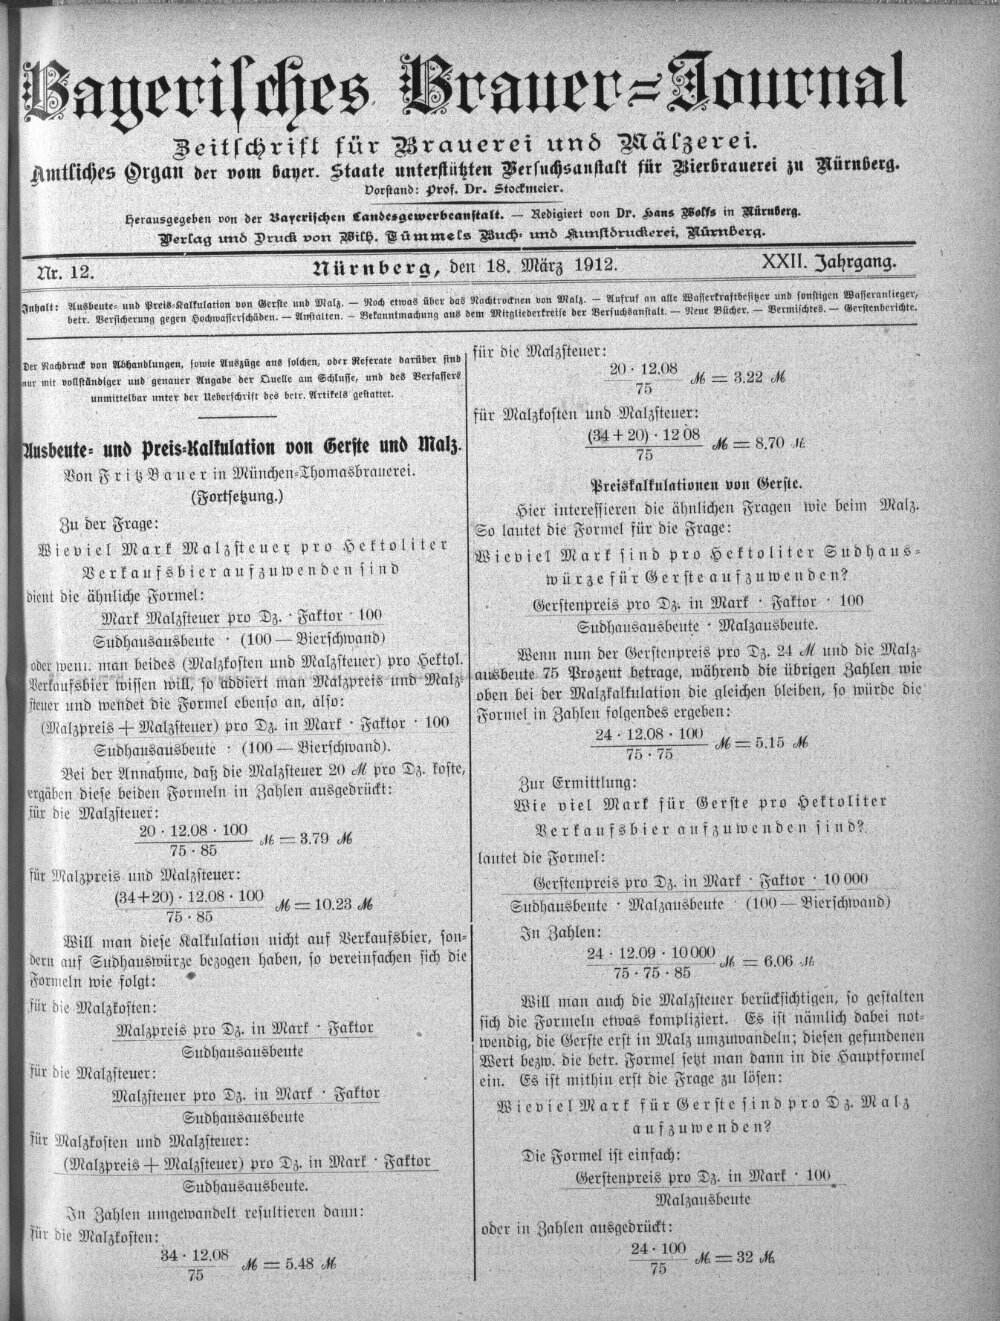 Bayerisches Brauer=Journal
Zeitschrift für Brauerei und Mälzerei.
Amtliches Organ der vom bayer. Staate unterstützten Versuchsanstalt für Bierbrauerei zu Nürnberg.
Vorstand: Prof. Dr. Stockmeier.
Herausgegeben von der Bayerischen Landesgewerbeanstalt. — Redigiert von Dr. Hans Wolfs in Nürnberg.
Verlag und Druck von Wilh. Tümmels Buch- und Kunstdruckerei, Nürnberg.
Nr. 12. Nürnberg, den 18. März 1912. XXII. Jahrgang.
Inhalt: Ausbeute- und Preis-Kalkulation von Gerste und Malz. — Noch etwas über das Nachtrocknen von Malz. — Aufruf an alle Wasserkraftbesitzer und sonstigen Wasseranlieger,
betr. Versicherung gegen Hochwasserschäden. — Anstalten. — Bekanntmachung aus dem Mitgliederkreise der Versuchsanstalt. — Neue Bücher. — Vermischtes. — Gerstenberichte.
Der Nachdruck von Abhandlungen, sowie Auszüge aus solchen, oder Referate darüber sind
nur mit vollständiger und genauer Angabe der Quelle am Schlusse, und des Verfassers
unmittelbar unter der Ueberschrift des betr. Artikels gestattet.
Ausbeute- und Preis-Kalkulation von Gerste und Malz.
Von Fritz Bauer in München-Thomasbrauerei.
(Fortsetzung.)
Zu der Frage:
Wieviel Mark Malzsteuer pro Hektoliter
Verkaufsbier aufzuwenden sind
dient die ähnliche Formel:
Mark Malzsteuer pro Dz. · Faktor · 100
Sudhausausbeute · (100 — Bierschwand)
oder wenn man beides (Malzkosten und Malzsteuer) pro Hektol.
Verkaufsbier wissen will, so addiert man Malzpreis und Malz-
steuer und wendet die Formel ebenso an, also:
(Malzpreis + Malzsteuer) pro Dz. in Mark · Faktor · 100
Sudhausausbeute · (100 — Bierschwand).
Bei der Annahme, daß die Malzsteuer 20 ℳ pro Dz. koste,
ergäben diese beiden Formeln in Zahlen ausgedrückt:
für die Malzsteuer:
20 · 12.08 · 100
75 · 85 ℳ = 3.79 ℳ
für Malzpreis und Malzsteuer:
(34+20) · 12.08 · 100
75 · 85 ℳ = 10.23 ℳ
Will man diese Kalkulation nicht auf Verkaufsbier, son-
dern auf Sudhauswürze bezogen haben, so vereinfachen sich die
Formeln wie folgt:
für die Malzkosten:
Malzpreis pro Dz. in Mark · Faktor
Sudhausausbeute
für die Malzsteuer:
Malzsteuer pro Dz. in Mark · Faktor
Sudhausausbeute
für Malzkosten und Malzsteuer:
(Malzpreis + Malzsteuer) pro Dz. in Mark · Faktor
Sudhausausbeute.
In Zahlen umgewandelt resultieren dann:
für die Malzkosten:
34 · 12.08
75 ℳ = 5.48 ℳ
für die Malzsteuer:
20 · 12.08
75 ℳ = 3.22 ℳ
für Malzkosten und Malzsteuer:
(34+20) · 12 08
75 ℳ = 8,70 ℳ
Preiskalkulationen von Gerste.
Hier interessieren die ähnlichen Fragen wie beim Malz.
So lautet die Formel für die Frage:
Wieviel Mark sind pro Hektoliter Sudhaus-
würze für Gerste aufzuwenden?
Gerstenpreis pro Dz. in Mark · Faktor · 100
Sudhausausbeute · Malzausbeute.
Wenn nun der Gerstenpreis pro Dz. 24 ℳ und die Malz-
ausbeute 75 Prozent betrage, während die übrigen Zahlen wie
oben bei der Malzkalkulation die gleichen bleiben, so würde die
Formel in Zahlen folgendes ergeben:
24 · 12.08 · 100
75 · 75 ℳ = 5.15 ℳ
Zur Ermittlung:
Wie viel Mark für Gerste pro Hektoliter
Verkaufsbier aufzuwenden sind?
lautet die Formel:
Gerstenpreis pro Dz. in Mark · Faktor · 10 000
Sudhausausbeute · Malzausbeute (100 — Bierschwand)
In Zahlen:
24 · 12.09 · 10 000
75 · 75 · 85 ℳ = 6.06 ℳ
Will man auch die Malzsteuer berücksichtigen, so gestalten
sich die Formeln etwas kompliziert. Es ist nämlich dabei not-
wendig, die Gerste erst in Malz umzuwandeln; diesen gefundenen
Wert bezw. die betr. Formel setzt man dann in die Hauptformel
ein. Es ist mithin erst die Frage zu lösen:
Wieviel Mark für Gerste sind pro Dz. Malz
aufzuwenden?
Die Formel ist einfach:
Gerstenpreis pro Dz. in Mark · 100
Malzausbeute
oder in Zahlen ausgedrückt:
24 · 100
75 ℳ = 32 ℳ